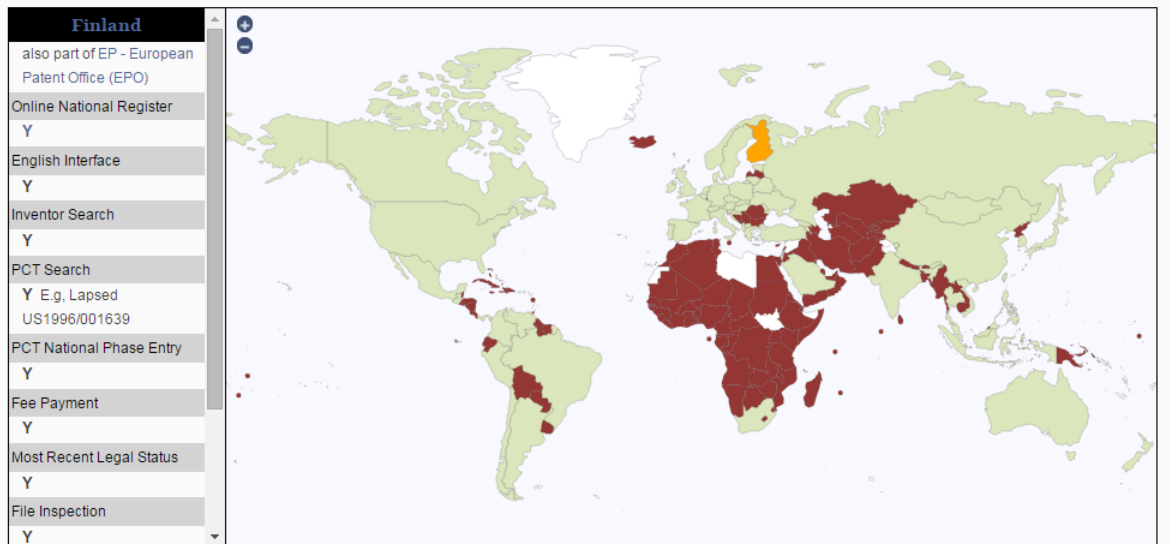 Finland
also part of EP - European
Patent Office (EPO)
Online National Register
Y
English Interface
Y
Inventor Search
Y
PCT Search
Y E.g, Lapsed
US1996/001639
PCT National Phase Entry
Y
Fee Payment
Y
Most Recent Legal Status
Y
File Inspection
Y